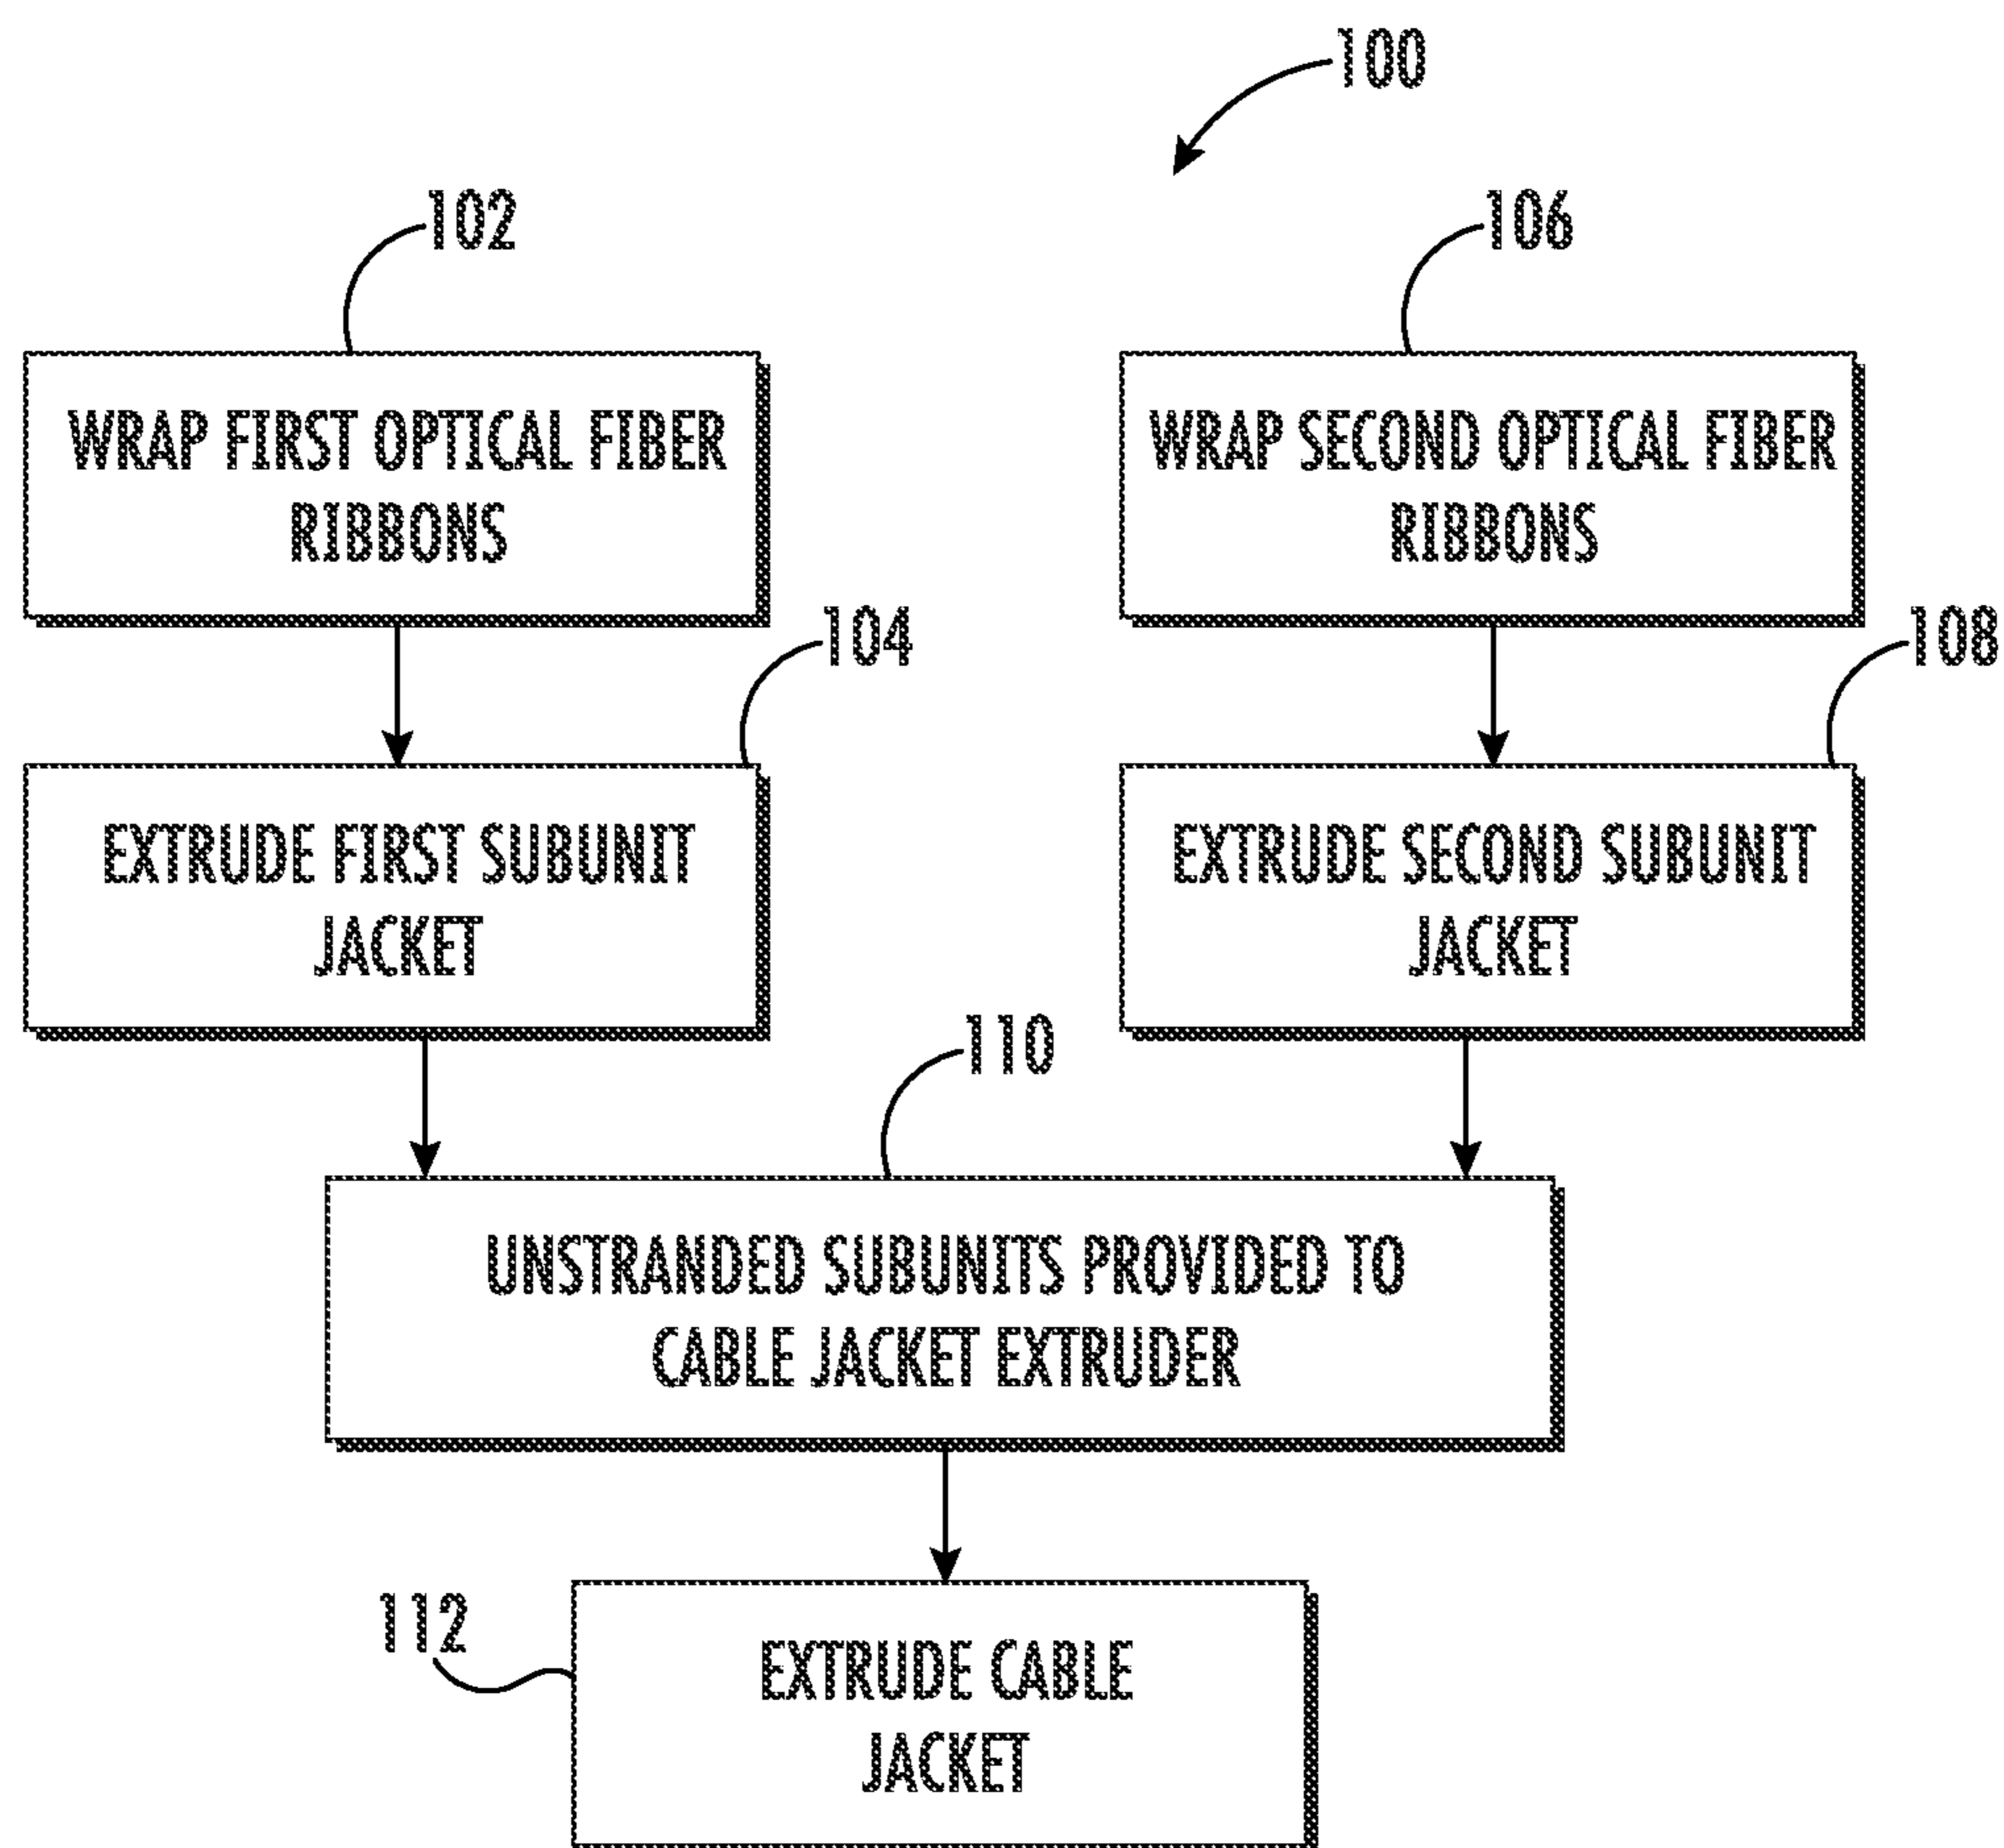 100
102
106
WRAP FIRST OPTICAL FIBER
RIBBONS
WRAP SECOND OPTICAL FIBER
RIBBONS
104
108
EXTRUDE FIRST SUBUNIT
JACKET
EXTRUDE SECOND SUBUNIT
JACKET
110
UNSTRANDED SUBUNITS PROVIDED TO
CABLE JACKET EXTRUDER
112
EXTRUDE CABLE
JACKET